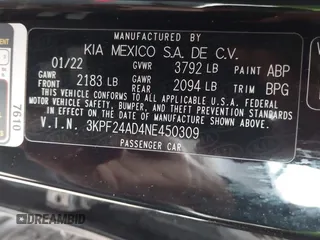 MANUFACTURED BY
KIA MEXICO S.A. DE C.V.
01/22 GVWR 3792 LB PAINT ABP
GAWR 2183 LB GAWR 2094 LB TRIM BPG
THIS VEHICLE CONFORMS TO ALL APPLICABLE U.S. FEDERAL
MOTOR VEHICLE SAFETY, BUMPER, AND THEFT PREVENTION STANDARDS
IN EFFECT ON THE DATE OF MANUFACTURE SHOWN ABOVE.
V.I.N. 3KPF24AD4NE450309
PASSENGER CAR
7610
DREAMBID